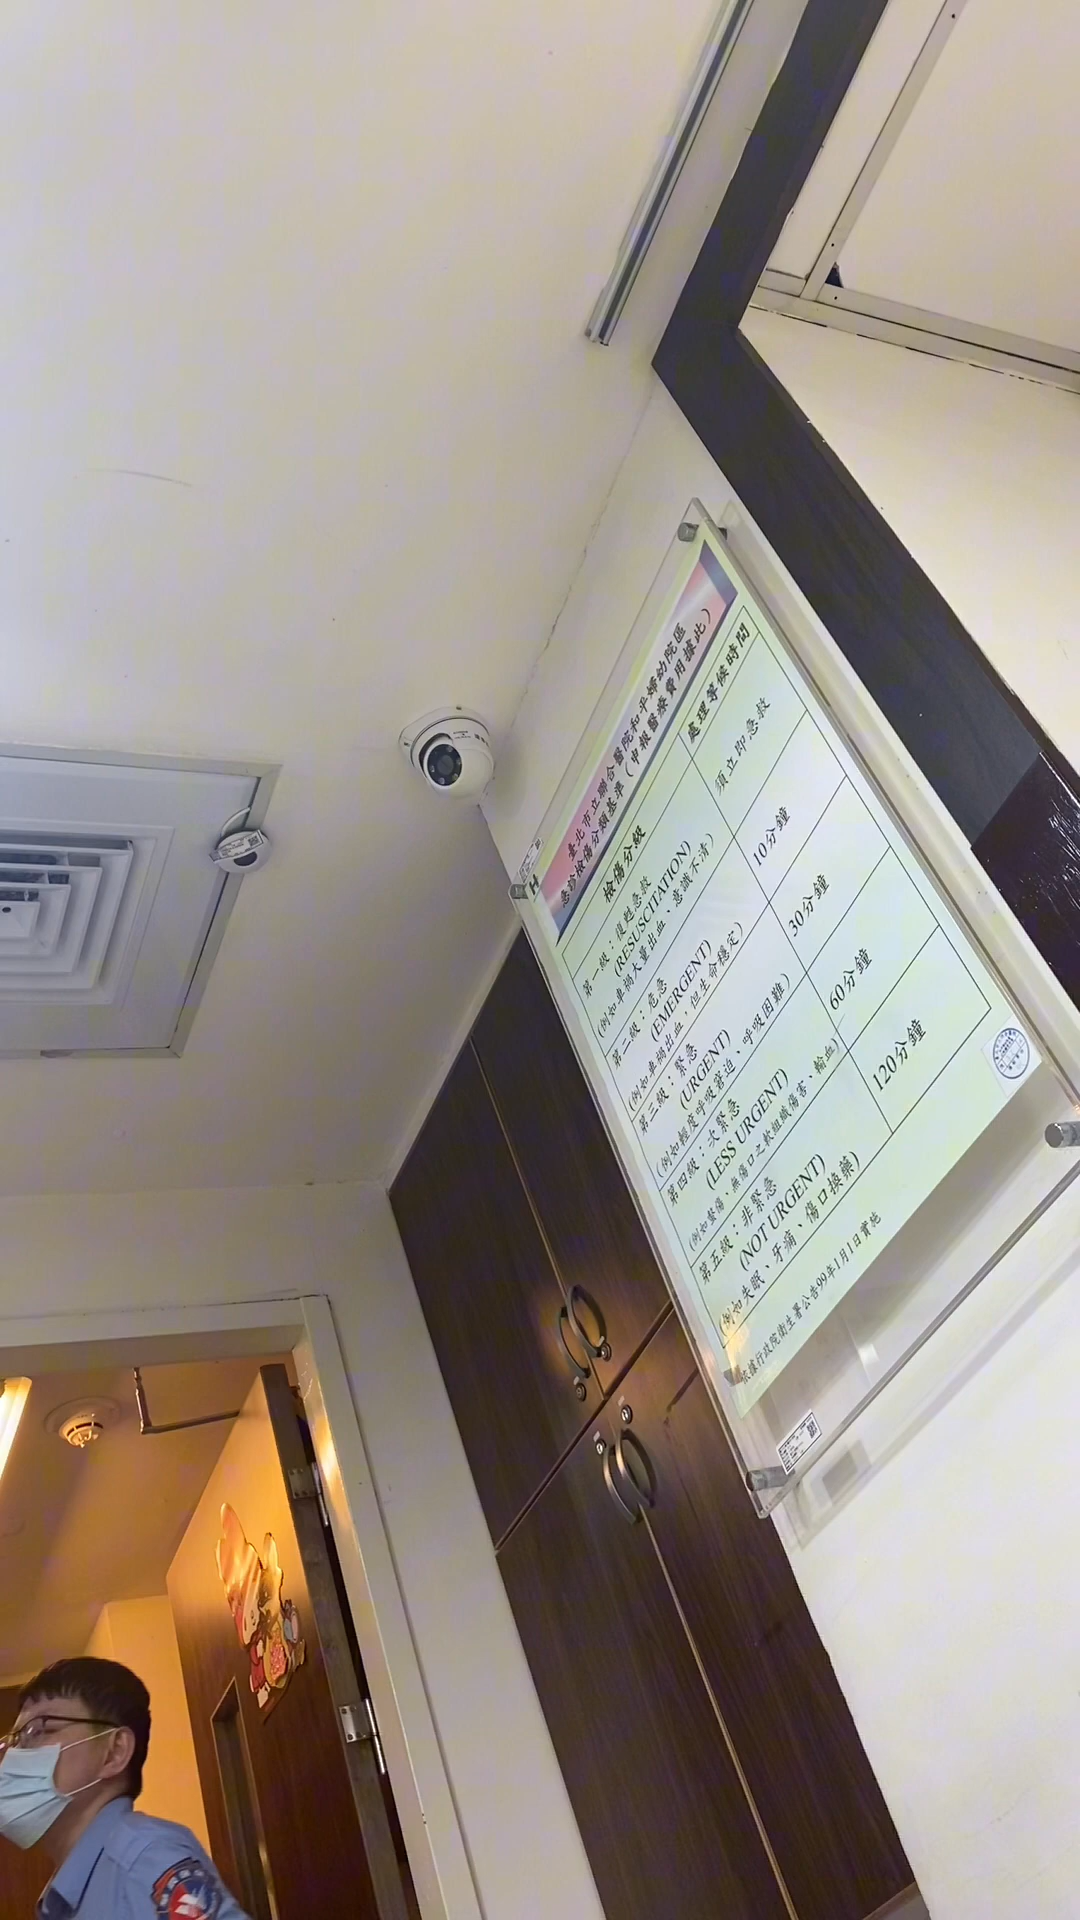 臺北市立聯合醫院和平婦幼院區
急診檢傷分類基準（申報醫療費用據此）
檢傷分級
處理等候時間
第一級：復甦急救
(RESUSCITATION)
(例如車禍大量出血、意識不清)
須立即急救
第二級：危急
(EMERGENT)
(例如車禍出血，但生命穩定)
10分鐘
第三級：緊急
(URGENT)
(例如輕度呼吸窘迫、呼吸困難)
30分鐘
第四級：次緊急
(LESS URGENT)
(例如螫傷、無傷口之軟組織傷害、輸血)
60分鐘
第五級：非緊急
(NOT URGENT)
(例如失眠、牙痛、傷口換藥)
120分鐘
依據行政院衛生署公告99年1月1日實施
H